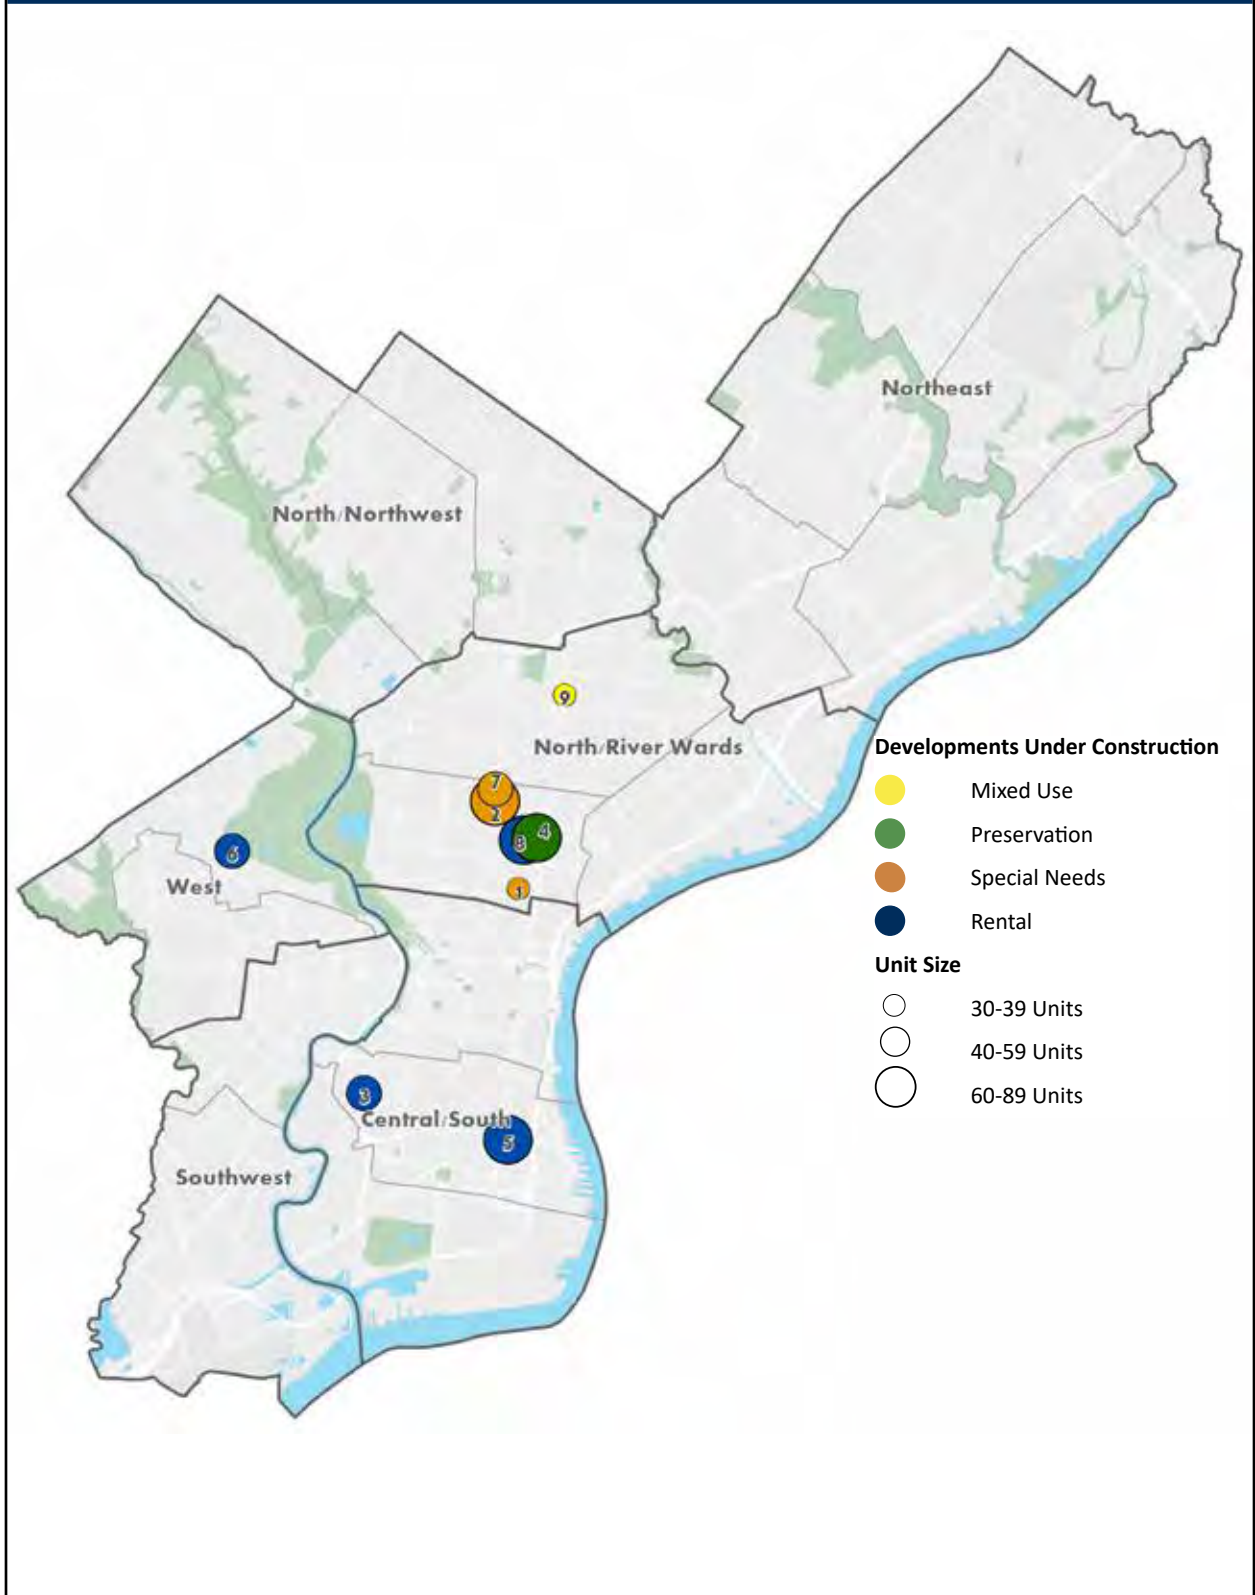 Northeast
North/Northwest
9
North/River Wards
7
2
4
8
6
West
1
3
Central/South
5
Southwest
Developments Under Construction
Mixed Use
Preservation
Special Needs
Rental
Unit Size
30-39 Units
40-59 Units
60-89 Units